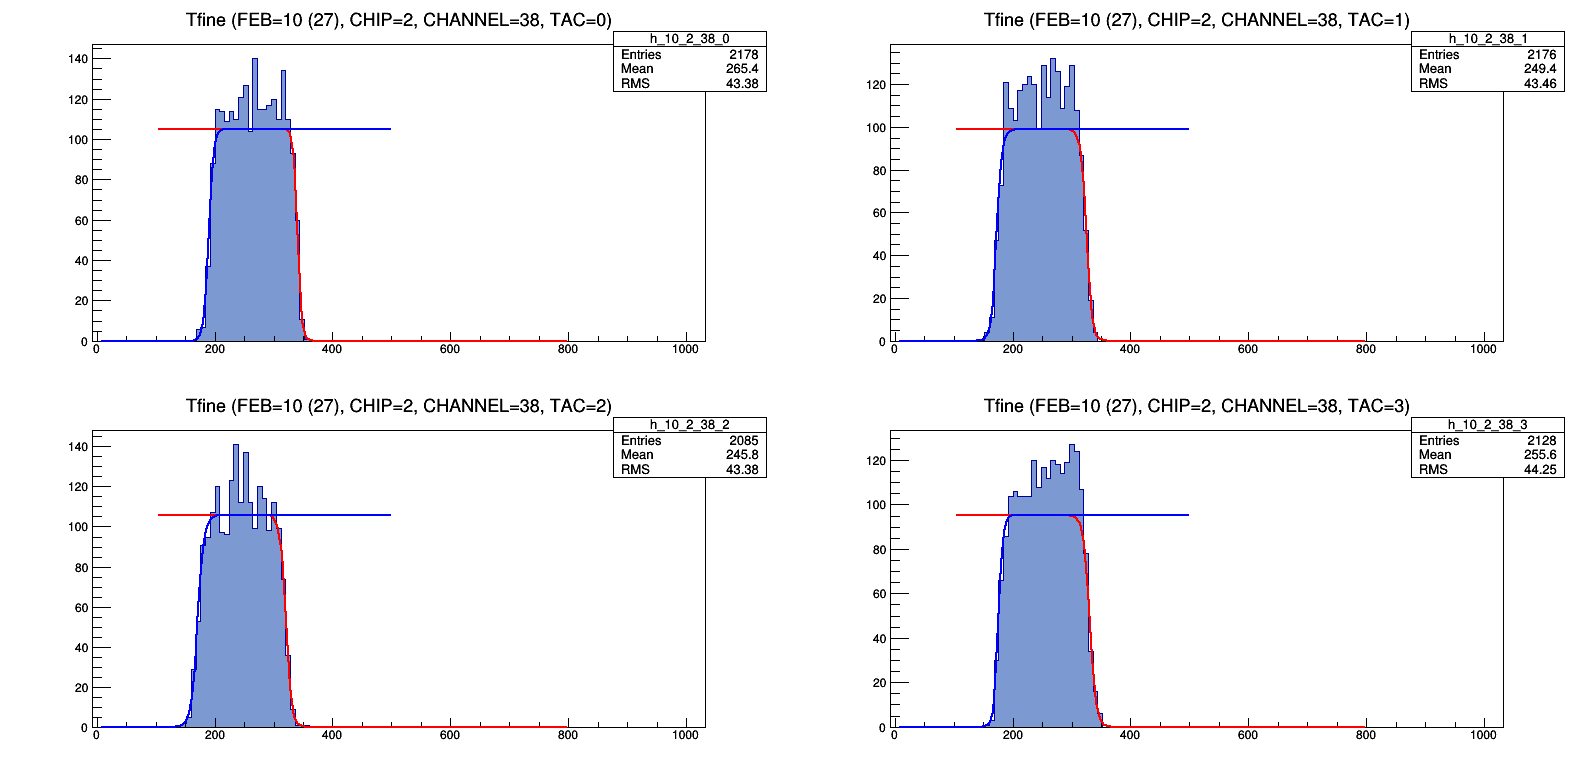 Tfine (FEB=10 (27), CHIP=2, CHANNEL=38, TAC=0)
h_10_2_38_0
Entries 2178
Mean 265.4
RMS 43.38
140
120
100
80
60
40
20
0
0 200 400 600 800 1000
Tfine (FEB=10 (27), CHIP=2, CHANNEL=38, TAC=1)
h_10_2_38_1
Entries 2176
Mean 249.4
RMS 43.46
120
100
80
60
40
20
0
0 200 400 600 800 1000
Tfine (FEB=10 (27), CHIP=2, CHANNEL=38, TAC=2)
h_10_2_38_2
Entries 2085
Mean 245.8
RMS 43.38
140
120
100
80
60
40
20
0
0 200 400 600 800 1000
Tfine (FEB=10 (27), CHIP=2, CHANNEL=38, TAC=3)
h_10_2_38_3
Entries 2128
Mean 255.6
RMS 44.25
120
100
80
60
40
20
0
0 200 400 600 800 1000